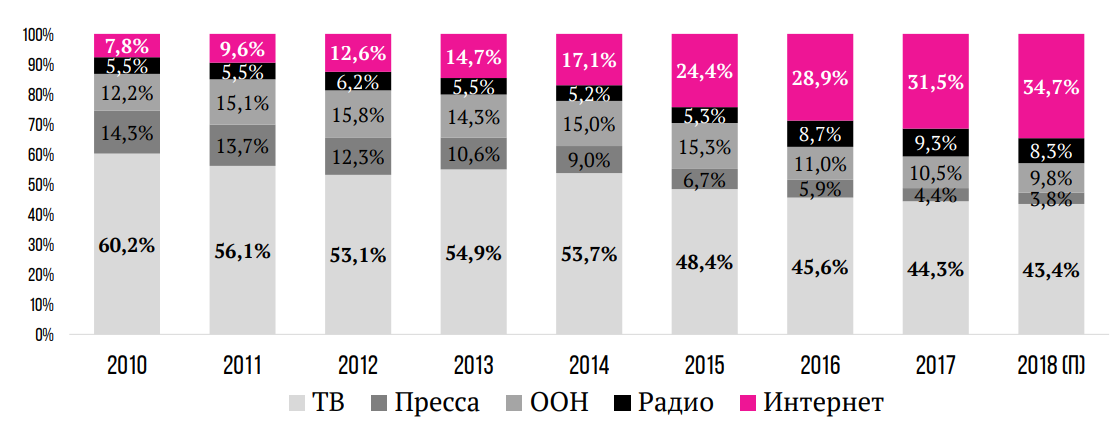 100%
90%
80%
70%
60%
50%
40%
30%
20%
10%
0%
7,8% 9,6% 12,6% 14,7% 17,1% 24,4% 28,9% 31,5% 34,7%
5,5% 5,5% 6,2% 5,5% 5,2% 5,3% 8,7% 9,3% 8,3%
12,2% 15,1% 15,8% 14,3% 15,0% 15,3% 11,0% 10,5% 9,8%
14,3% 13,7% 12,3% 10,6% 9,0% 6,7% 5,9% 4,4% 3,8%
60,2% 56,1% 53,1% 54,9% 53,7% 48,4% 45,6% 44,3% 43,4%
2010 2011 2012 2013 2014 2015 2016 2017 2018 (П)
ТВ Пресса ООН Радио Интернет